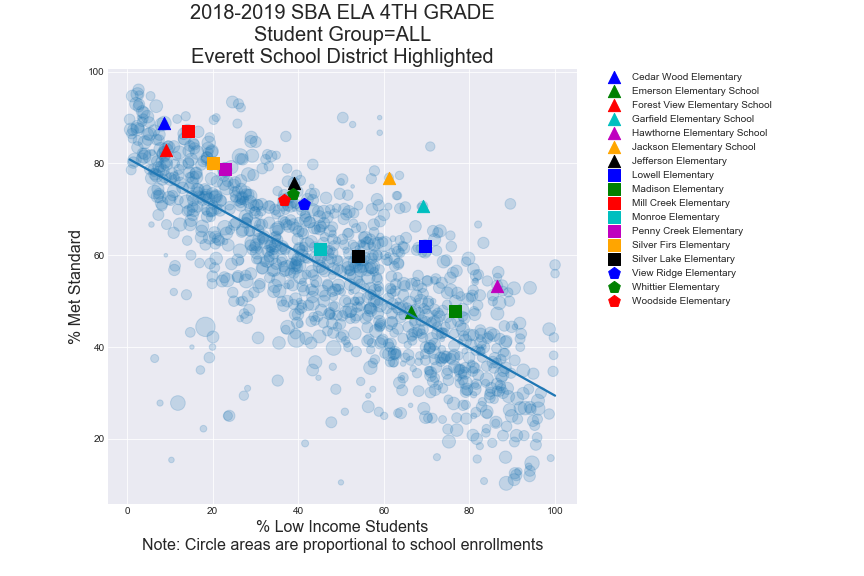 2018-2019 SBA ELA 4TH GRADE
Student Group=ALL
Everett School District Highlighted
% Met Standard
100
80
60
40
20
0
20
40
60
80
100
% Low Income Students
Note: Circle areas are proportional to school enrollments
Cedar Wood Elementary
Emerson Elementary School
Forest View Elementary School
Garfield Elementary School
Hawthorne Elementary School
Jackson Elementary School
Jefferson Elementary
Lowell Elementary
Madison Elementary
Mill Creek Elementary
Monroe Elementary
Penny Creek Elementary
Silver Firs Elementary
Silver Lake Elementary
View Ridge Elementary
Whittier Elementary
Woodside Elementary